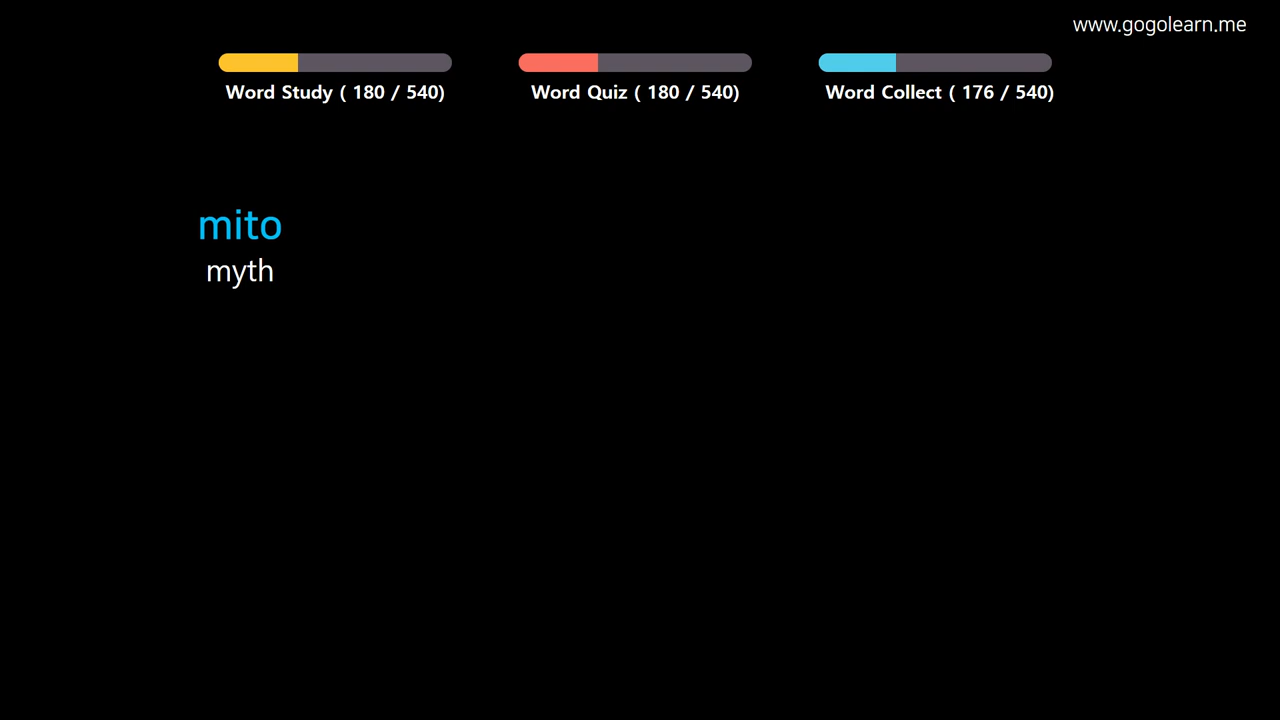 www.gogolearn.me
Word Study ( 180 / 540)
Word Quiz ( 180 / 540)
Word Collect ( 176 / 540)
mito
myth